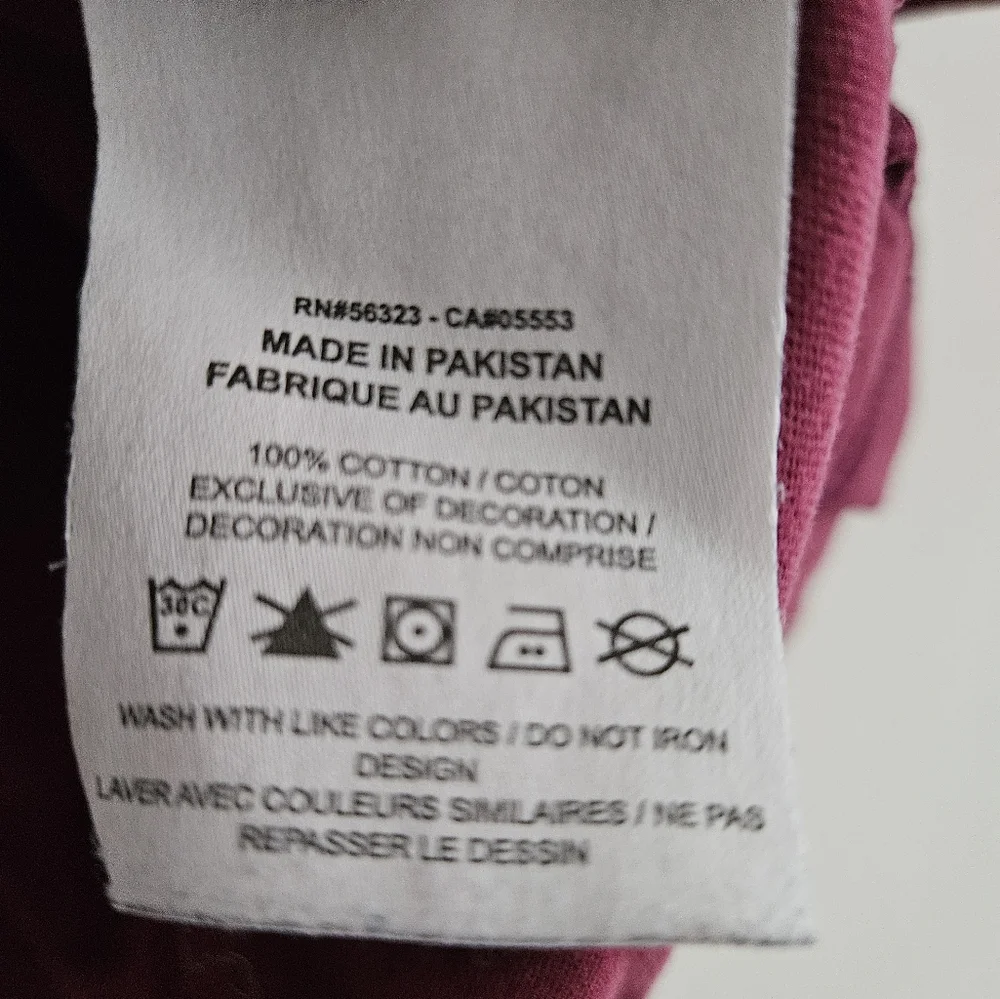 RN#56323 - CA#05553
MADE IN PAKISTAN
FABRIQUE AU PAKISTAN
100% COTTON / COTON
EXCLUSIVE OF DECORATION /
DECORATION NON COMPRISE
30C
WASH WITH LIKE COLORS / DO NOT IRON
DESIGN
LAVER AVEC COULEURS SIMILAIRES / NE PAS
REPASSER LE DESSIN